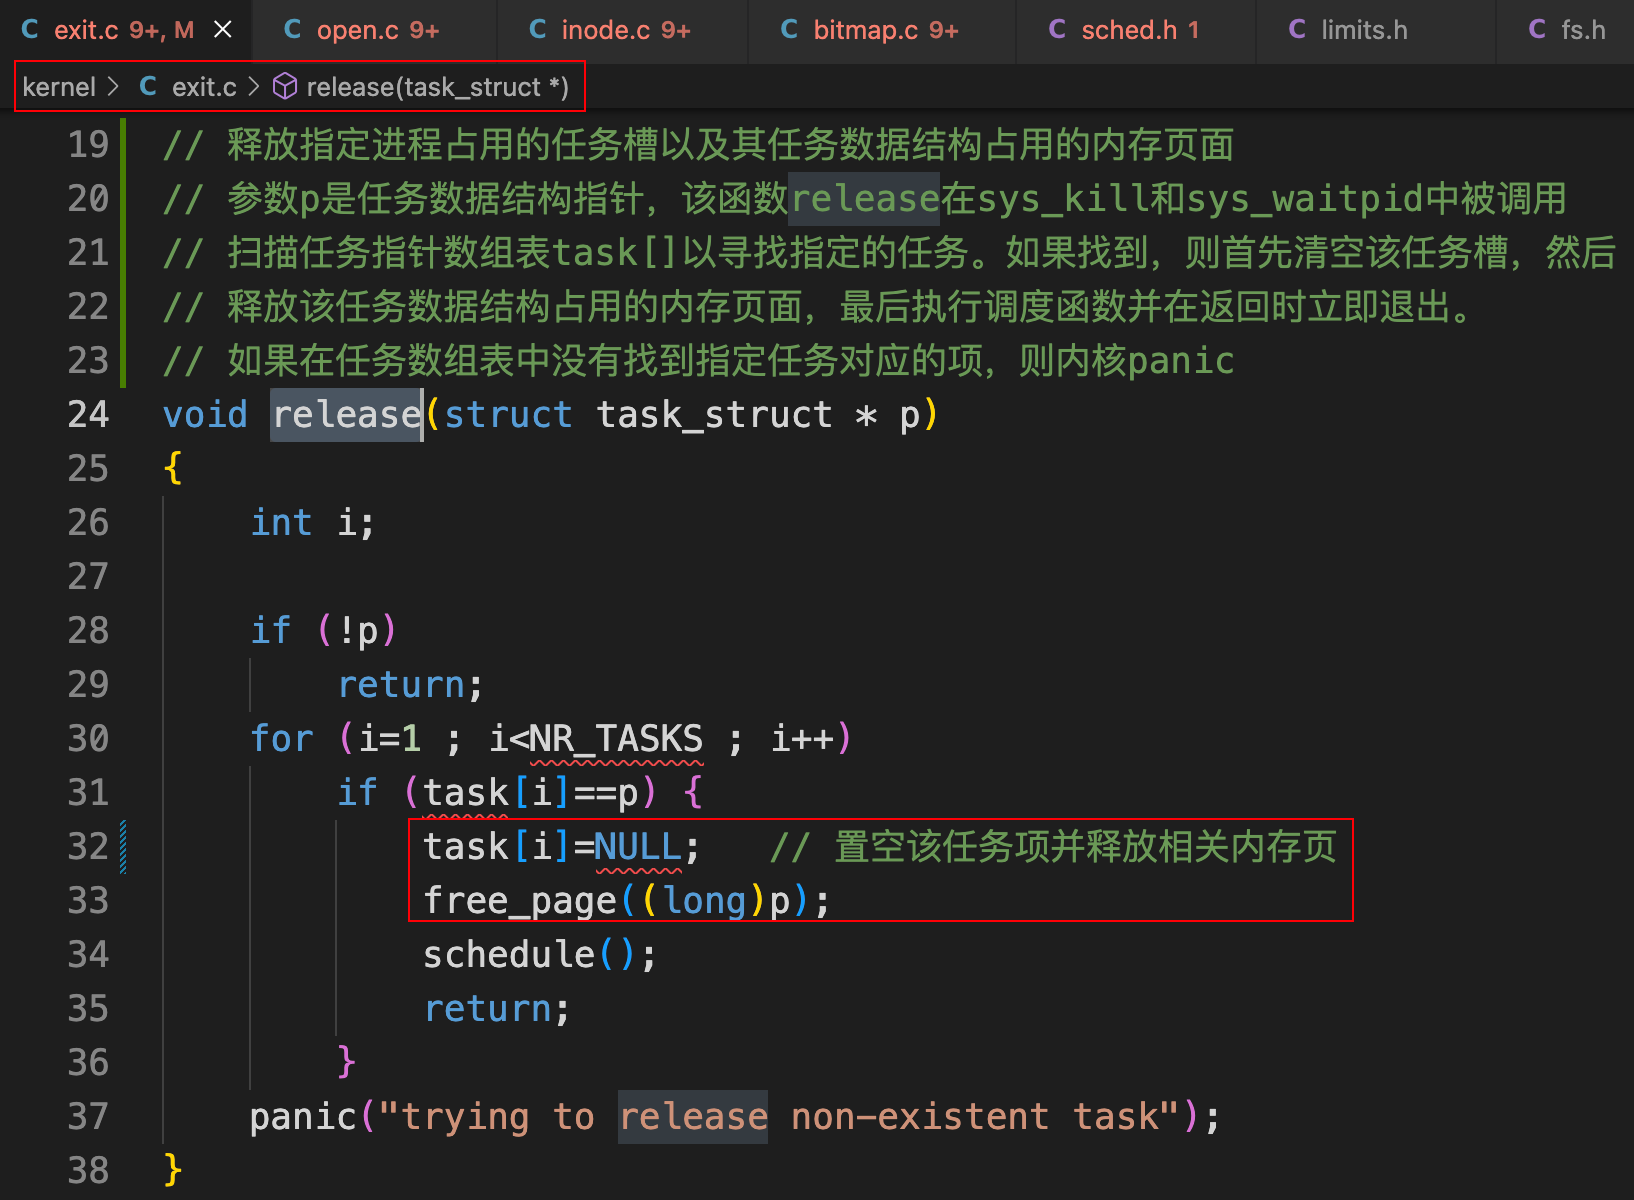 C exit.c 9+, M × C open.c 9+ C inode.c 9+ C bitmap.c 9+ C sched.h 1 C limits.h C fs.h
kernel > C exit.c > release(task_struct *)
19 // 释放指定进程占用的任务槽以及其任务数据结构占用的内存页面
20 // 参数p是任务数据结构指针，该函数release在sys_kill和sys_waitpid中被调用
21 // 扫描任务指针数组表task[]以寻找指定的任务。如果找到，则首先清空该任务槽，然后
22 // 释放该任务数据结构占用的内存页面，最后执行调度函数并在返回时立即退出。
23 // 如果在任务数组表中没有找到指定任务对应的项，则内核panic
24 void release(struct task_struct * p)
25 {
26 int i;
27
28 if (!p)
29 return;
30 for (i=1 ; i<NR_TASKS ; i++)
31 if (task[i]==p) {
32 task[i]=NULL; // 置空该任务项并释放相关内存页
33 free_page((long)p);
34 schedule();
35 return;
36 }
37 panic("trying to release non-existent task");
38 }